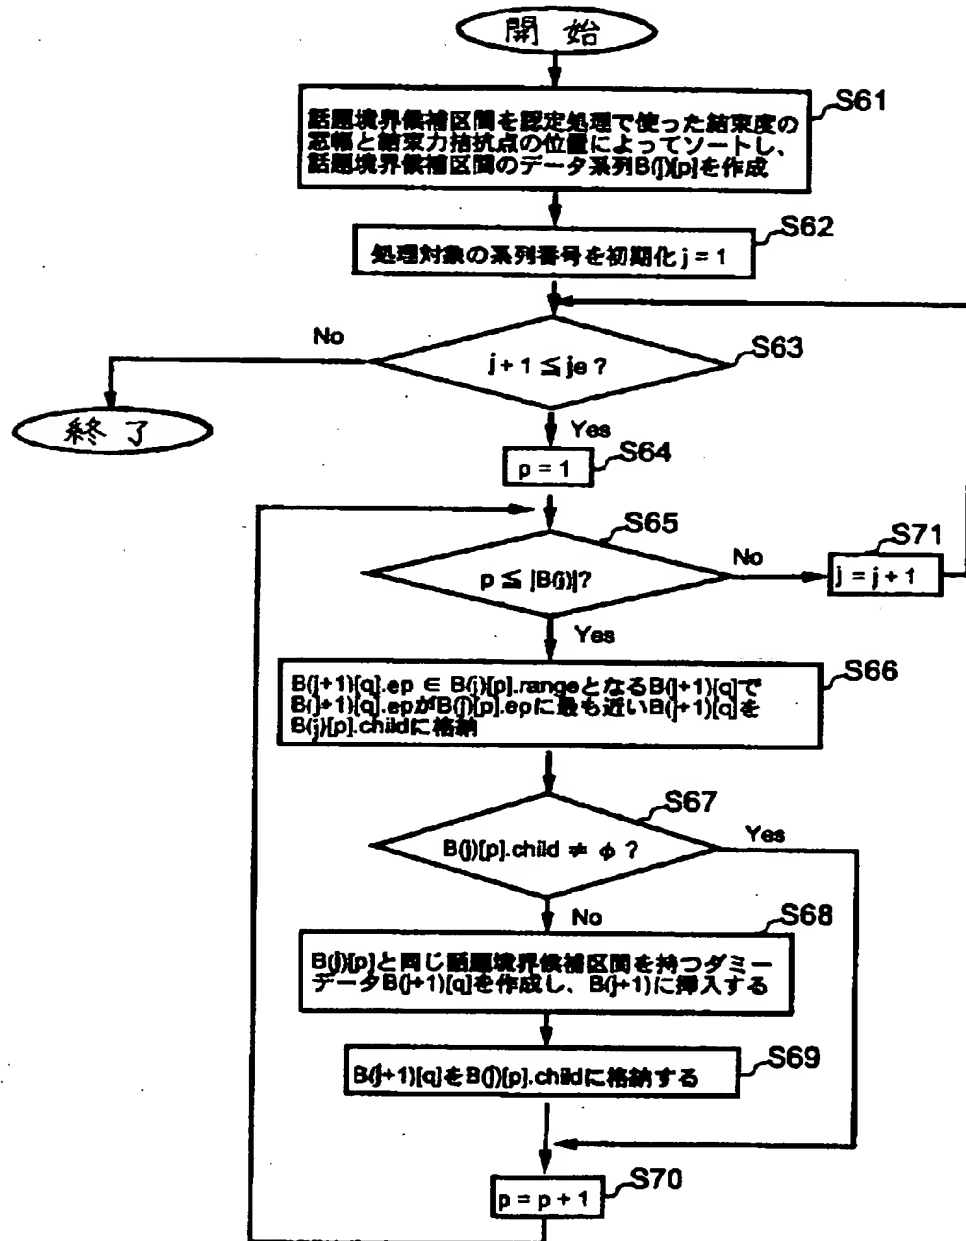 開 始
S61
話題境界候補区間を認定処理で使った結束度の
窓幅と結束力拮抗点の位置によってソートし、
話題境界候補区間のデータ系列B(j)[p]を作成
S62
処理対象の系列番号を初期化 j = 1
No
S63
j + 1 ≦ je ?
終 了
Yes
S64
p = 1
S65
S71
No
p ≦ |B(j)|?
j = j + 1
Yes
S66
B(j+1)[q].ep ∈ B(j)[p].rangeとなるB(j+1)[q]で
B(j+1)[q].epがB(j)[p].epに最も近いB(j+1)[q]を
B(j)[p].childに格納
S67
Yes
B(j)[p].child ≠ φ ?
No
S68
B(j)[p]と同じ話題境界候補区間を持つダミー
データB(j+1)[q]を作成し、B(j+1)に挿入する
S69
B(j+1)[q]をB(j)[p].childに格納する
S70
p = p + 1